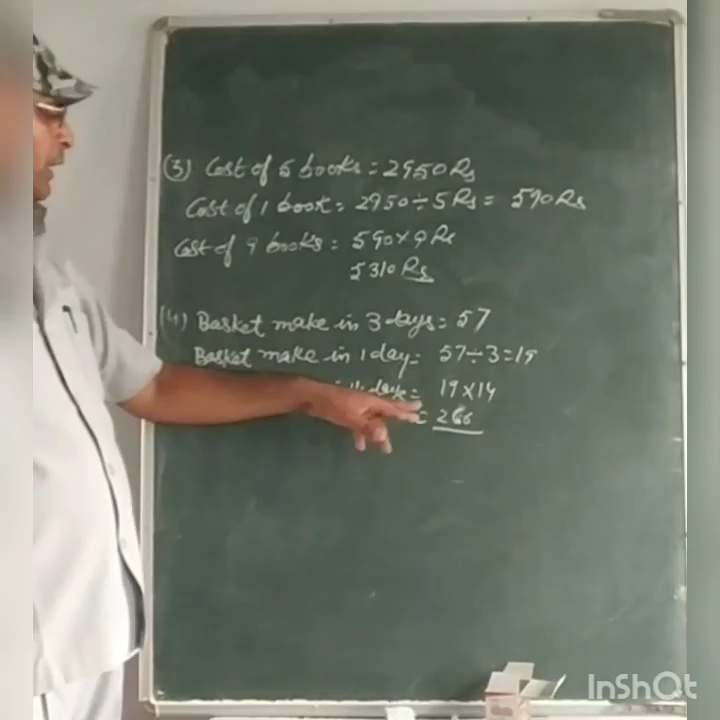 (3) Cost of 5 books = 2950 Rs
Cost of 1 book = 2950 ÷ 5 Rs = 590 Rs
Cost of 9 books = 590 × 9 Rs
5310 Rs
(4) Basket make in 3 days = 57
Basket make in 1 day = 57 ÷ 3 = 19
14 days = 19 × 14
= 266
InShOt